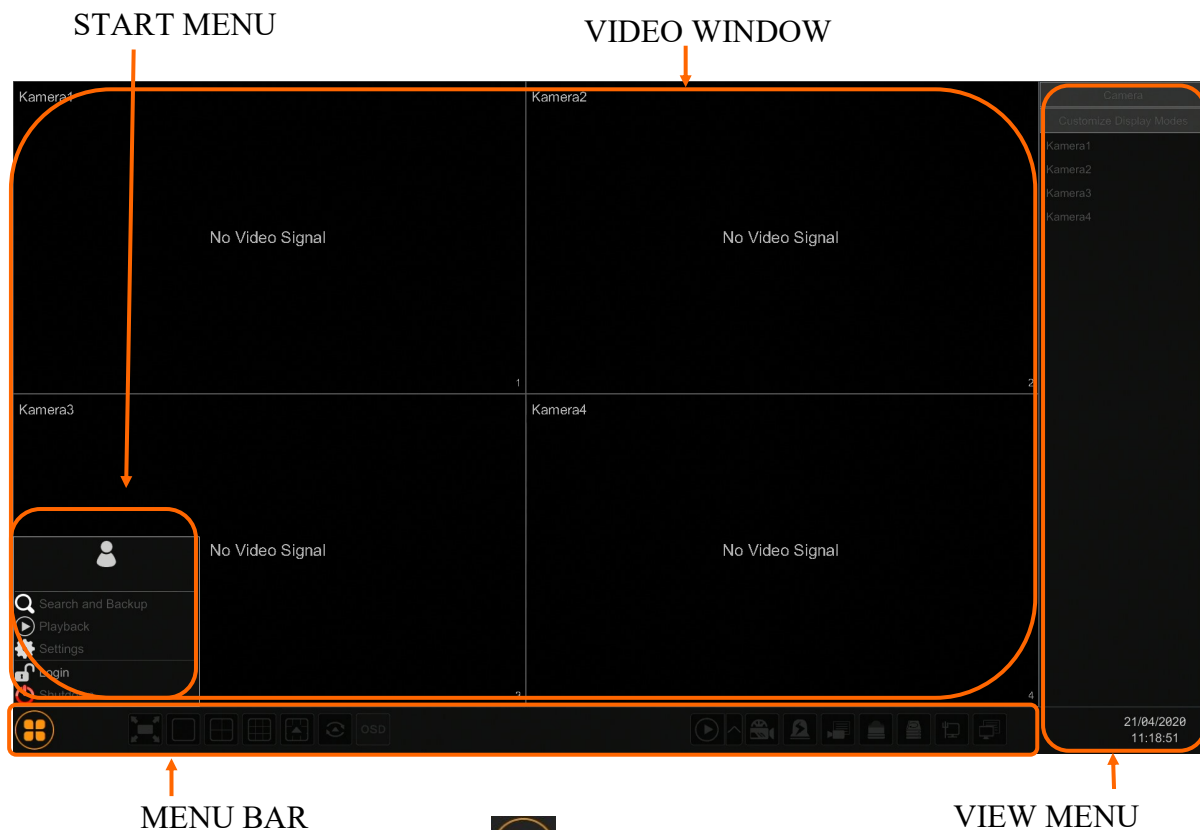 START MENU
VIDEO WINDOW
Kamera1
Kamera2
Camera
Customize Display Modes
Kamera1
Kamera2
Kamera3
Kamera4
No Video Signal
No Video Signal
1
2
Kamera3
Kamera4
No Video Signal
No Video Signal
Search and Backup
Playback
Settings
Login
Shutdown
3
4
OSD
21/04/2020
11:18:51
MENU BAR
VIEW MENU